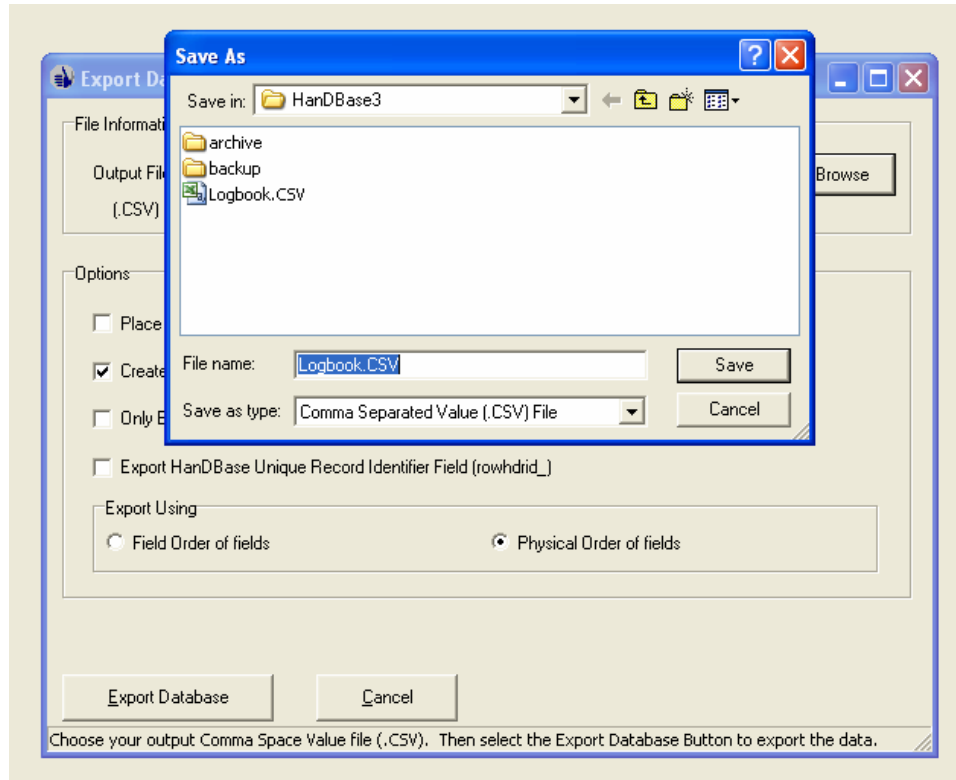 Save As
Export Da
Save in: HanDBase3
File Informati
archive
backup
Logbook.CSV
Output File
Browse
(.CSV)
Options
Place
File name: Logbook.CSV Save
Create
Save as type: Comma Separated Value (.CSV) File Cancel
Only E
Export HanDBase Unique Record Identifier Field (rowhdrid_)
Export Using
Field Order of fields Physical Order of fields
Export Database Cancel
Choose your output Comma Space Value file (.CSV). Then select the Export Database Button to export the data.